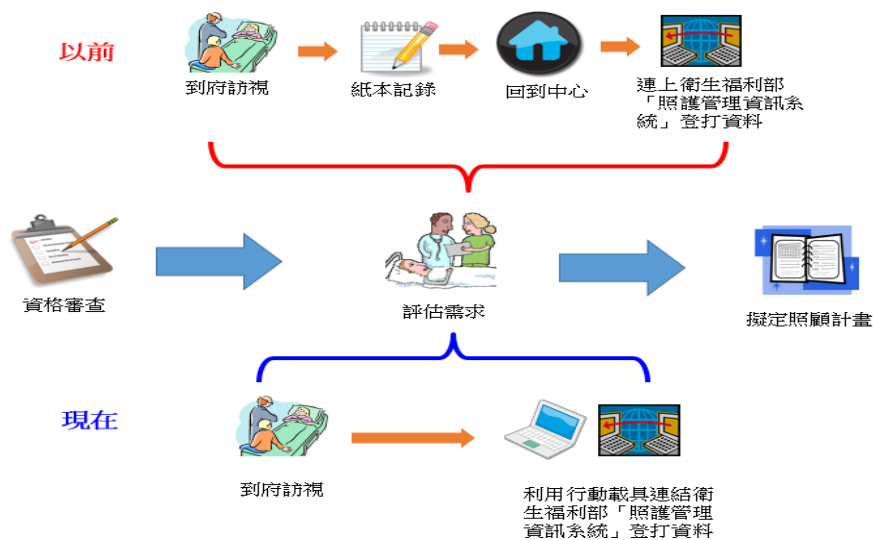 以前
到府訪視
紙本記錄
回到中心
連上衛生福利部
「照護管理資訊系
統」登打資料
資格審查
評估需求
擬定照顧計畫
現在
到府訪視
利用行動載具連結衛
生福利部「照護管理
資訊系統」登打資料